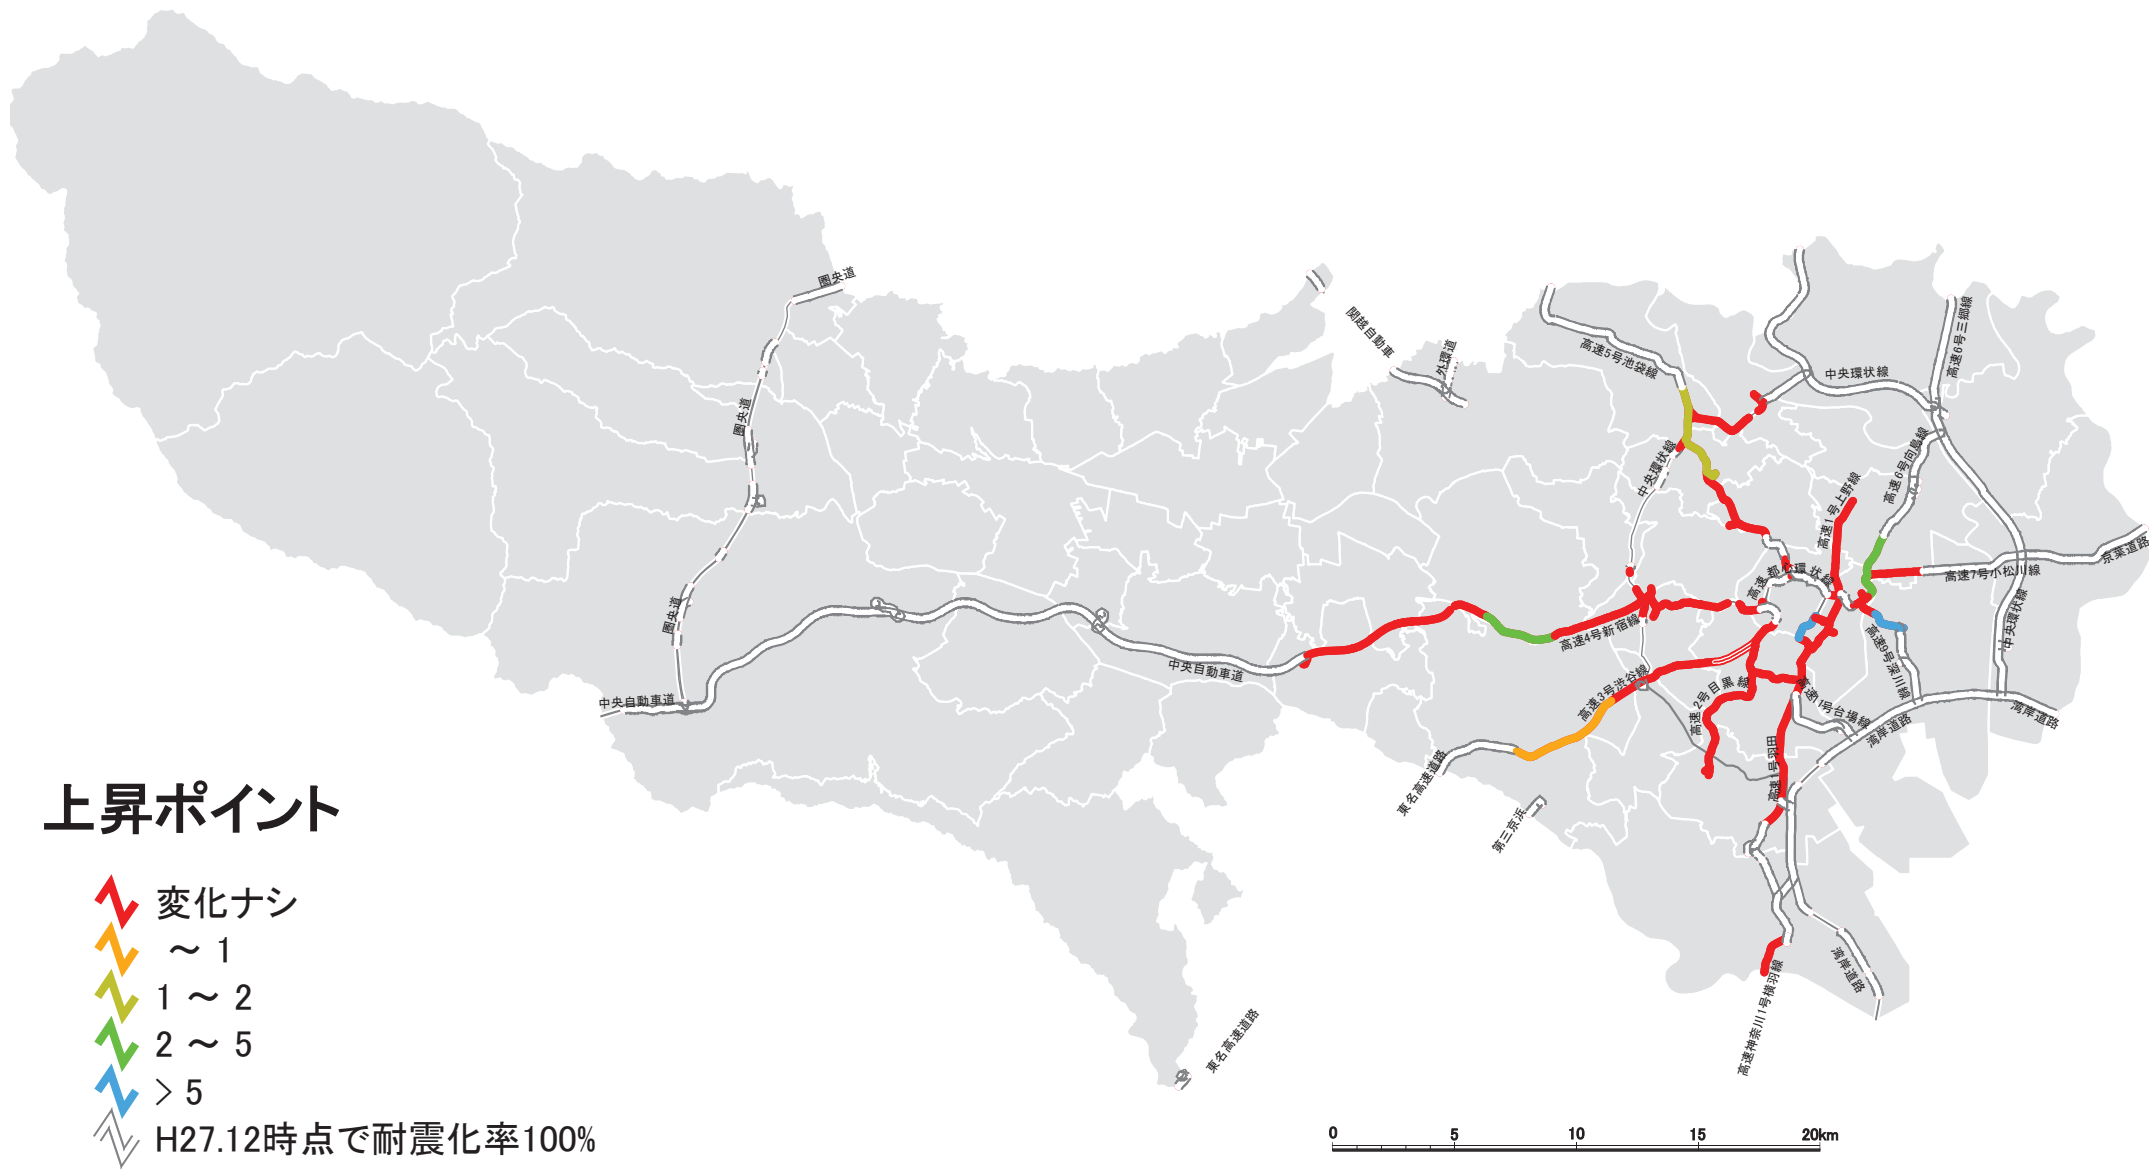 圏央道
関越自動車
外環道
高速5号池袋線
中央環状線
高速6号三郷線
圏央道
中央環状線
高速6号向島線
高速1号上野線
京葉道路
高速都心環状線
高速7号小松川線
圏央道
中央環状線
高速4号新宿線
高速9号深川線
中央自動車道
中央自動車道
高速3号渋谷線
高速2号目黒線
高速11号台場線
湾岸道路
湾岸道路
高速1号羽田
東名高速道路
第三京浜
湾岸道路
高速神奈川1号横羽線
東名高速道路
上昇ポイント
変化ナシ
～ 1
1 ～ 2
2 ～ 5
> 5
H27.12時点で耐震化率100%
0 5 10 15 20km